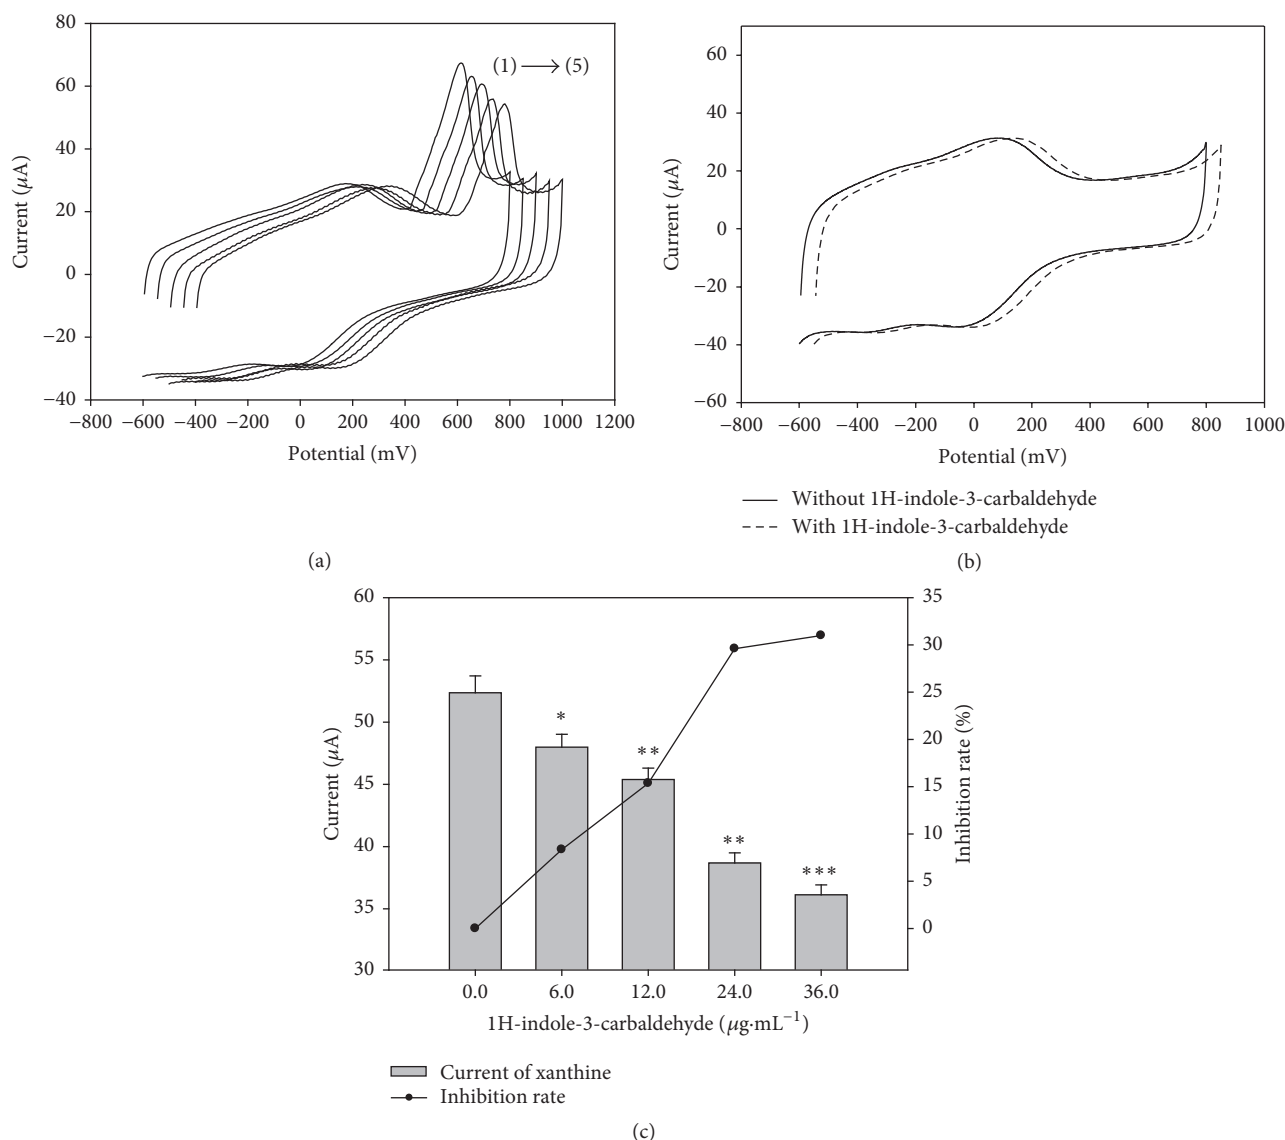 80
60
40
20
0
−20
−40
Current (μA)
(1) ⟶ (5)
−800 −600 −400 −200 0 200 400 600 800 1000 1200
Potential (mV)
(a)
60
40
20
0
−20
−40
−60
Current (μA)
−800 −600 −400 −200 0 200 400 600 800 1000
Potential (mV)
Without 1H-indole-3-carbaldehyde
With 1H-indole-3-carbaldehyde
(b)
60
55
50
45
40
35
30
Current (μA)
*
**
**
***
35
30
25
20
15
10
5
0
Inhibition rate (%)
0.0 6.0 12.0 24.0 36.0
1H-indole-3-carbaldehyde (μg·mL⁻¹)
Current of xanthine
Inhibition rate
(c)